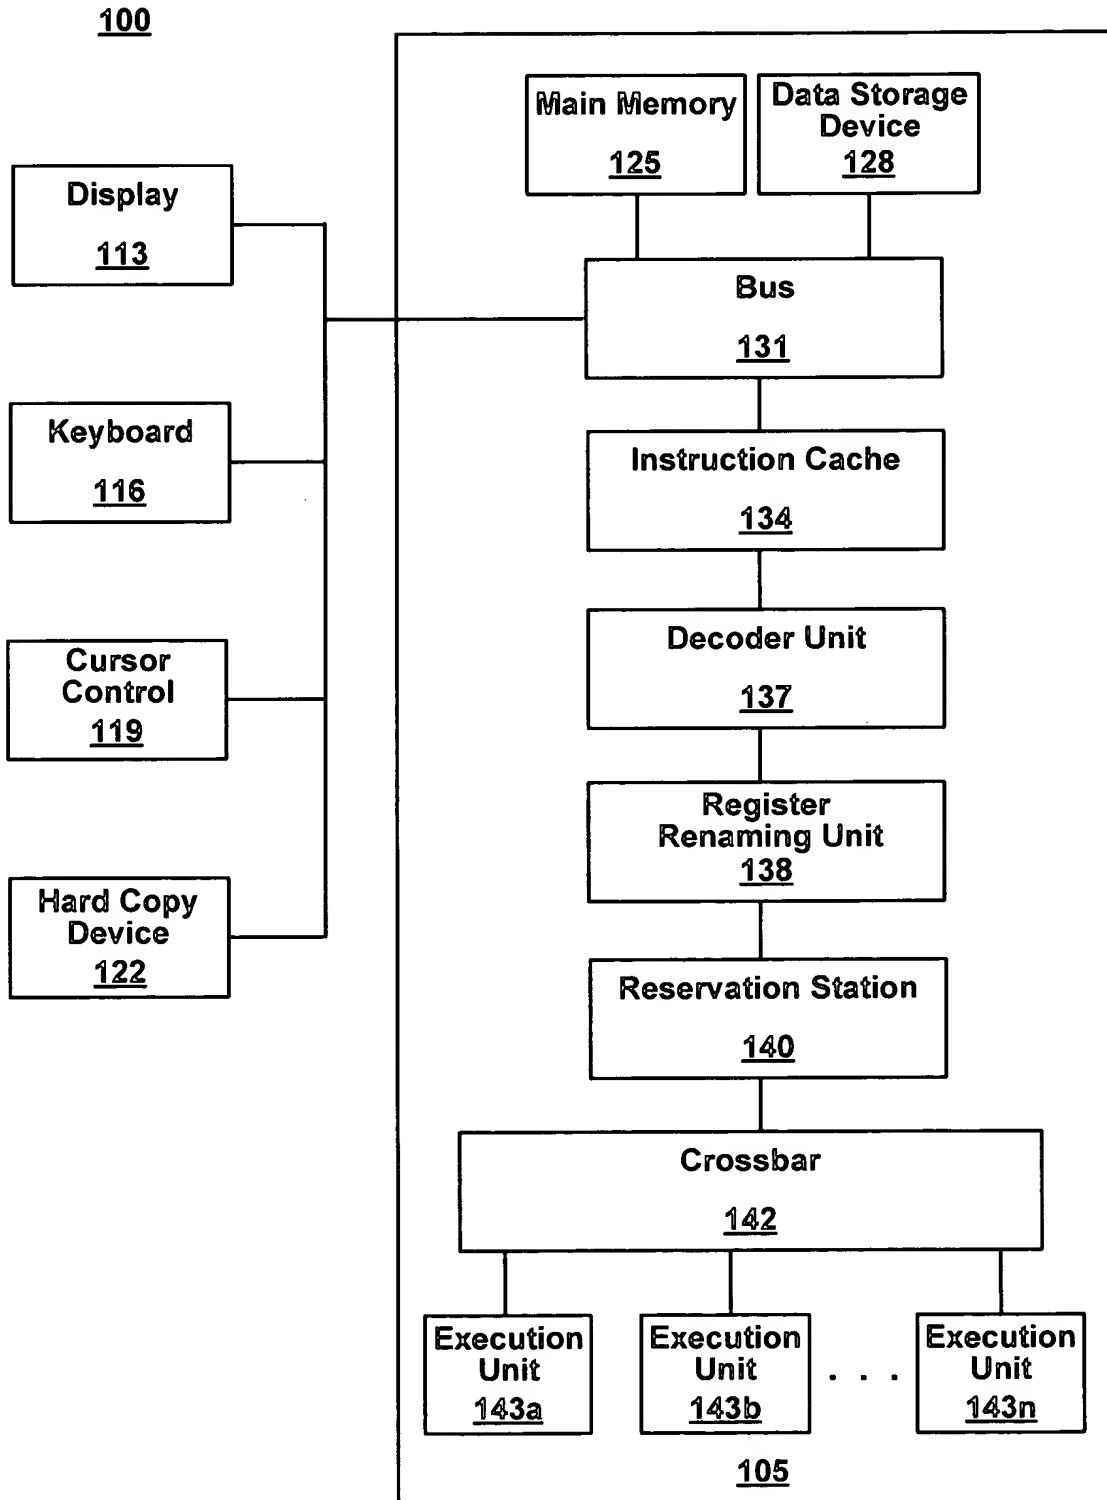 100
Main Memory
125
Data Storage
Device
128
Display
113
Bus
131
Keyboard
116
Instruction Cache
134
Cursor
Control
119
Decoder Unit
137
Register
Renaming Unit
138
Hard Copy
Device
122
Reservation Station
140
Crossbar
142
Execution
Unit
143a
Execution
Unit
143b
. . .
Execution
Unit
143n
105